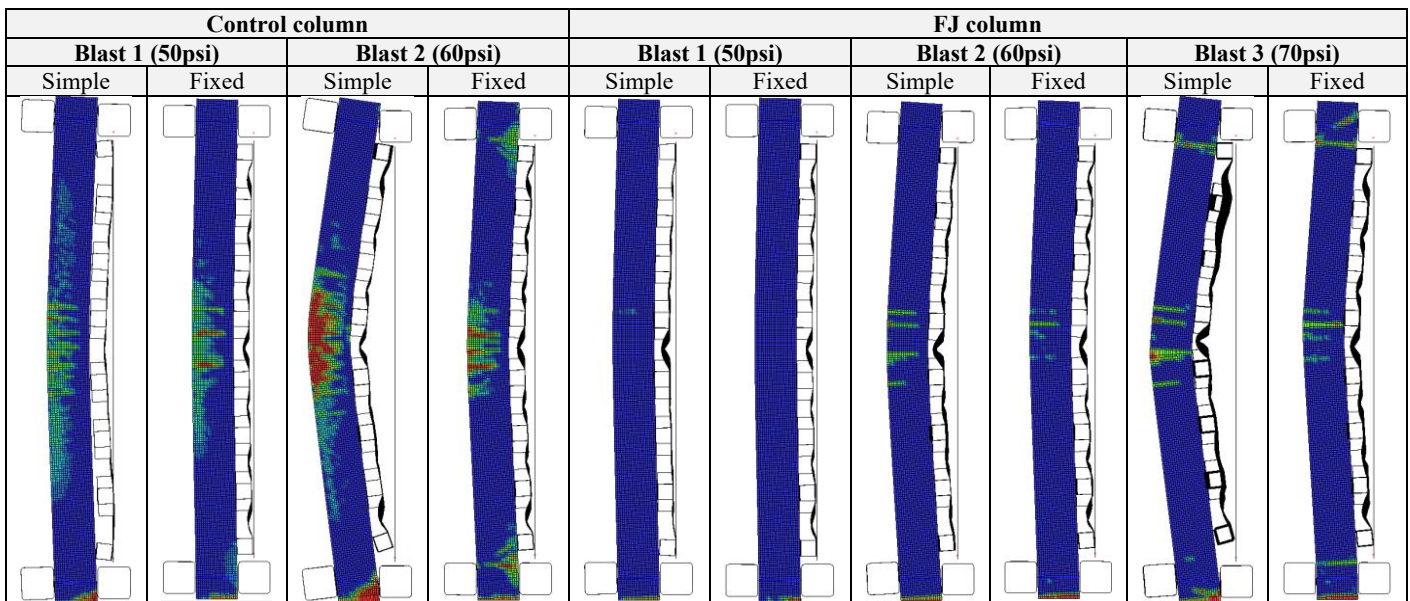 Control column FJ column
Blast 1 (50psi) Blast 2 (60psi) Blast 1 (50psi) Blast 2 (60psi) Blast 3 (70psi)
Simple Fixed Simple Fixed Simple Fixed Simple Fixed Simple Fixed